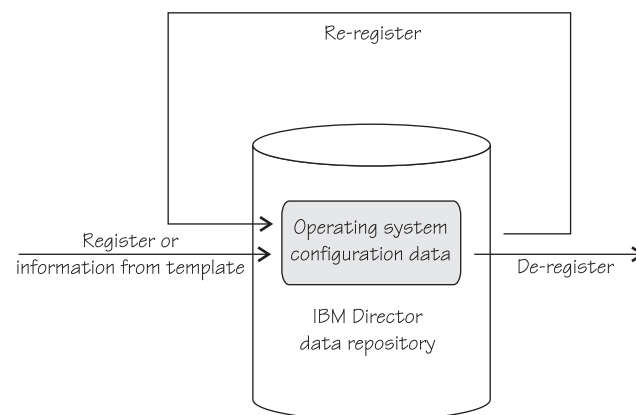 Re-register
Register or
information from template
Operating system
configuration data
De-register
IBM Director
data repository